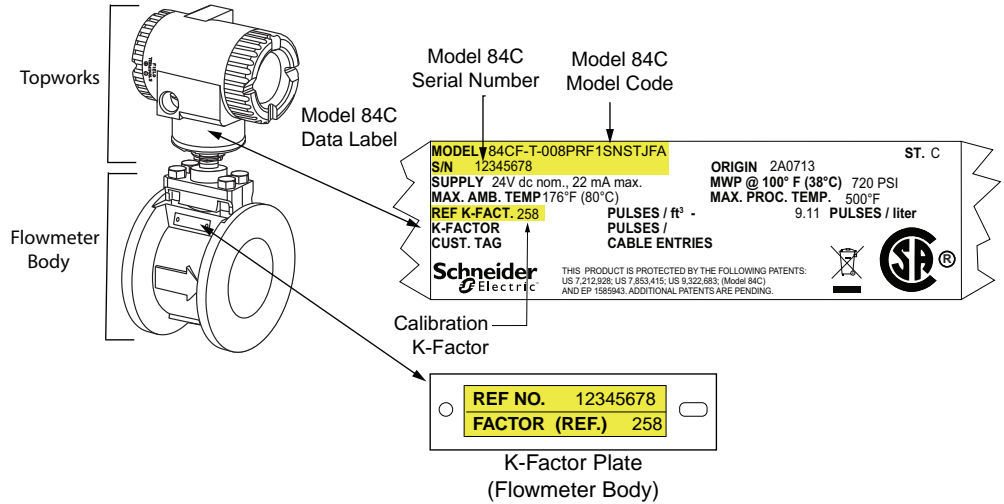 Topworks
Flowmeter
Body
Model 84C
Serial Number
Model 84C
Model Code
Model 84C
Data Label
FIELD
TERMINALS
MODEL 84CF-T-008PRF1SNSTJFA
ST. C
S/N 12345678
ORIGIN 2A0713
SUPPLY 24V dc nom., 22 mA max.
MWP @ 100° F (38°C) 720 PSI
MAX. AMB. TEMP 176°F (80°C)
MAX. PROC. TEMP. 500°F
REF K-FACT. 258 PULSES / ft³ - 9.11 PULSES / liter
K-FACTOR PULSES /
CUST. TAG CABLE ENTRIES
Schneider
Electric
THIS PRODUCT IS PROTECTED BY THE FOLLOWING PATENTS:
US 7,212,928; US 7,853,415; US 9,322,683; (Model 84C)
AND EP 1585943. ADDITIONAL PATENTS ARE PENDING.
SA ®
Calibration
K-Factor
REF NO. 12345678
FACTOR (REF.) 258
K-Factor Plate
(Flowmeter Body)